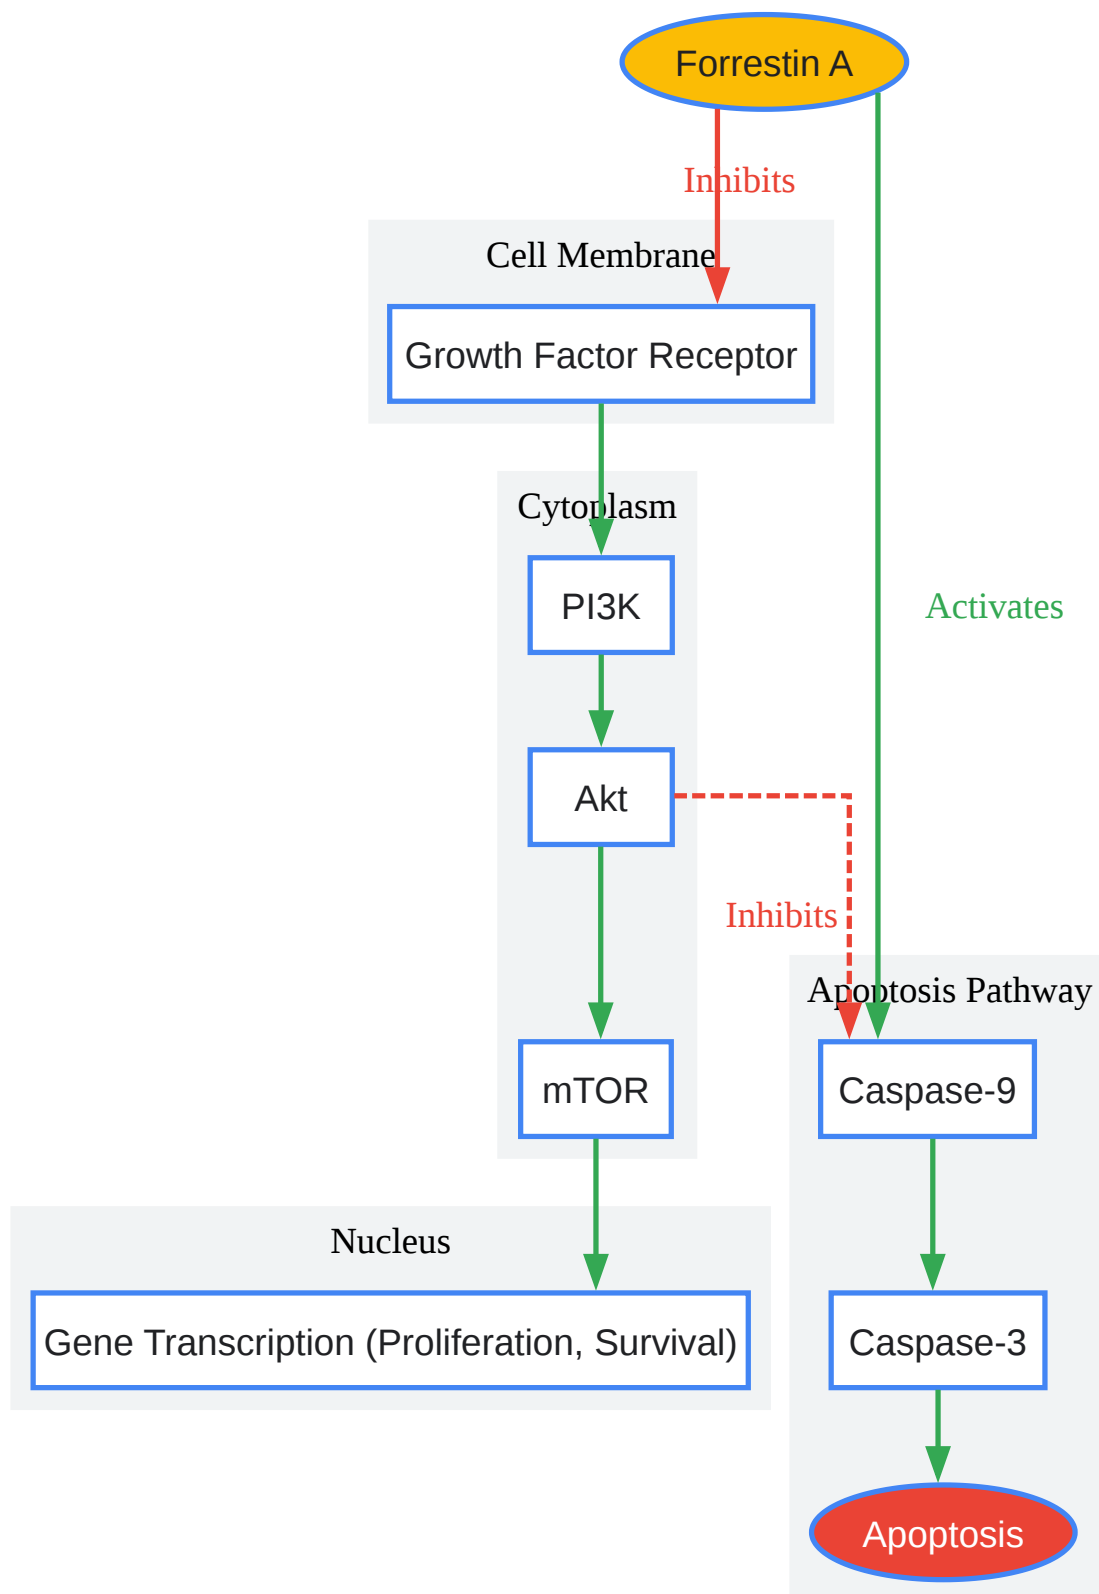 Forrestin A
Inhibits
Cell Membrane
Growth Factor Receptor
Cytoplasm
PI3K
Activates
Akt
Inhibits
Apoptosis Pathway
mTOR
Caspase-9
Nucleus
Gene Transcription (Proliferation, Survival)
Caspase-3
Apoptosis